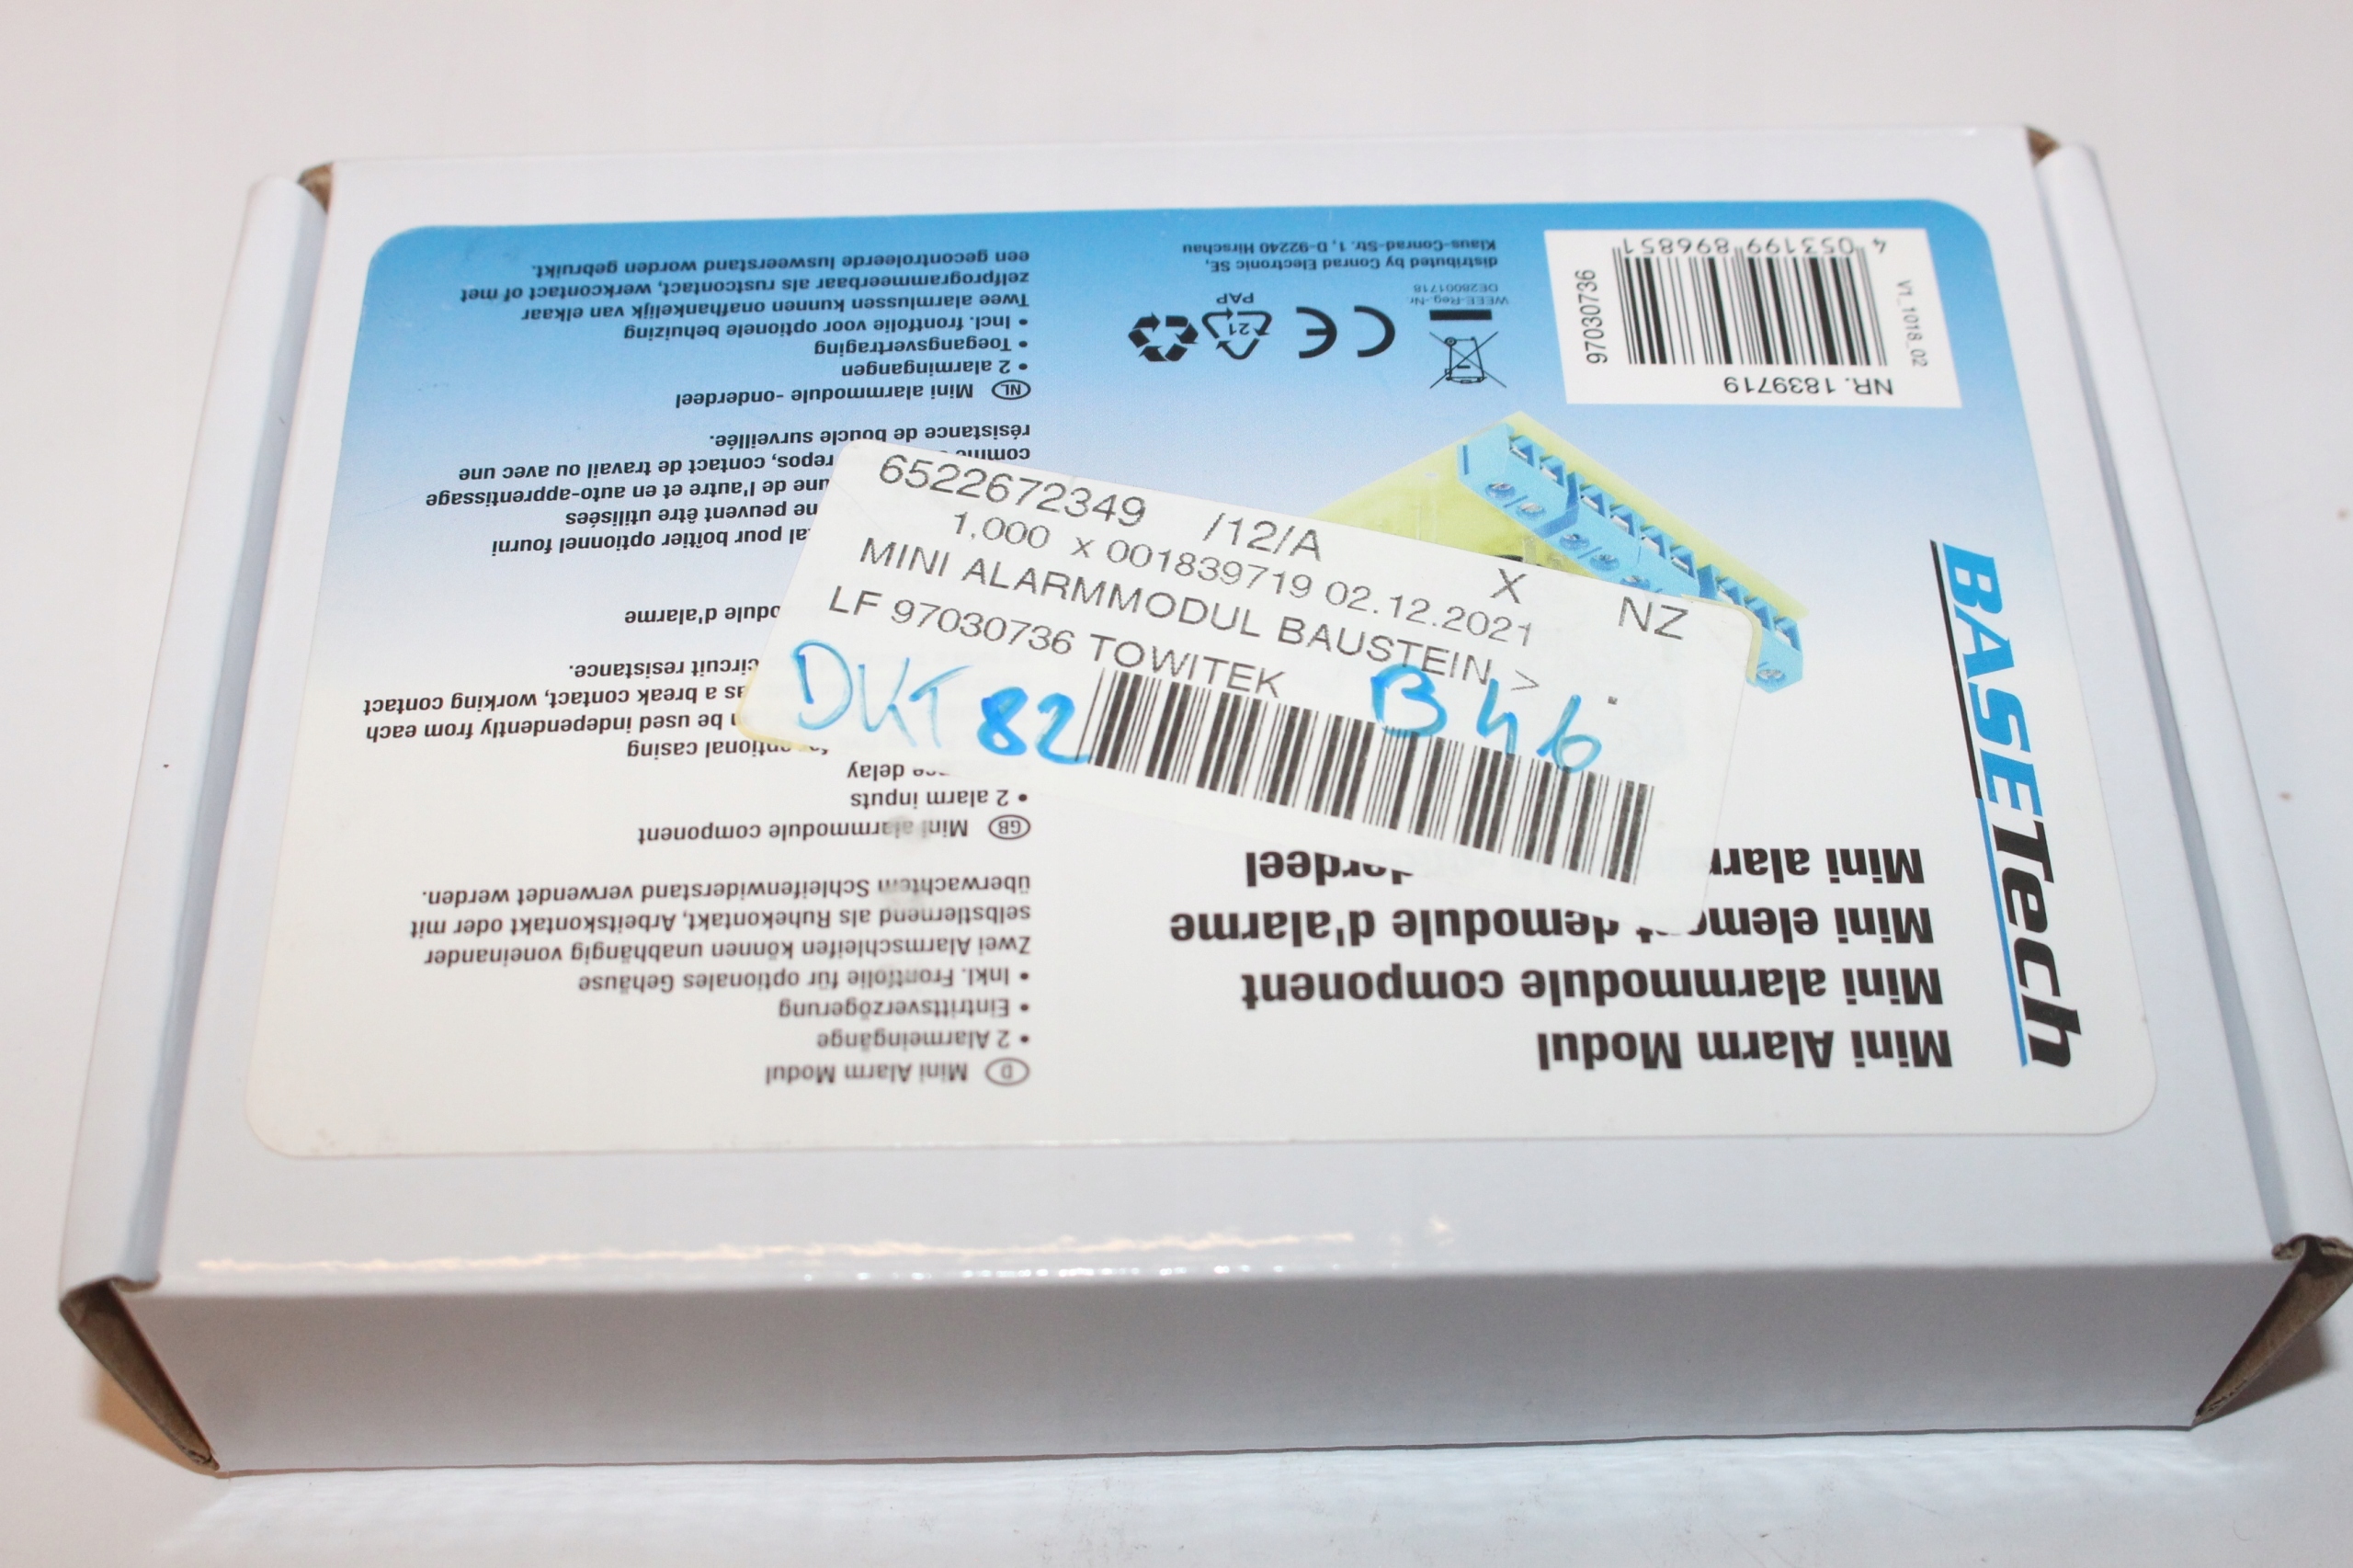 BASETech
Mini Alarm Modul
Mini alarmmodule component
Mini demodule d'alarme
Mini
D Mini Alarm Modul
• 2 Alarmeingänge
• Eintrittsverzögerung
• Inkl. Frontfolie für optionales Gehäuse
Zwei Alarmschleifen können unabhängig voneinander
selbstlernend als Ruhekontakt, Arbeitskontakt oder mit
überwachtem Schleifenwiderstand verwendet werden.
GB Mini alarmmodule component
• 2 alarm inputs
delay
optional casing
be used independently from each
as a break contact, working contact
circuit resistance.
d'alarme
pour boîtier optionnel fourni
ne peuvent être utilisées
une de l'autre et en auto-apprentissage
repos, contact de travail ou avec une
résistance de boucle surveillée.
NL Mini alarmmodule -onderdeel
• 2 alarmingangen
• Toegangsvertraging
• Incl. frontfolie voor optionele behuizing
Twee alarmlussen kunnen onafhankelijk van elkaar
zelfprogrammeerbaar als rustcontact, werkcontact of met
een gecontroleerde lusweerstand worden gebruikt.
NR. 1839719
V1_1018_02
97030736
4 053199 896851
WEEE-Reg.-Nr.
DE28001718
CE
21
PAP
distributed by Conrad Electronic SE,
Klaus-Conrad-Str. 1, D-92240 Hirschau
6522672349 /12/A X NZ
1,000 x 001839719 02.12.2021
MINI ALARMMODUL BAUSTEIN >
LF 97030736 TOWITEK
DKT 82 B46